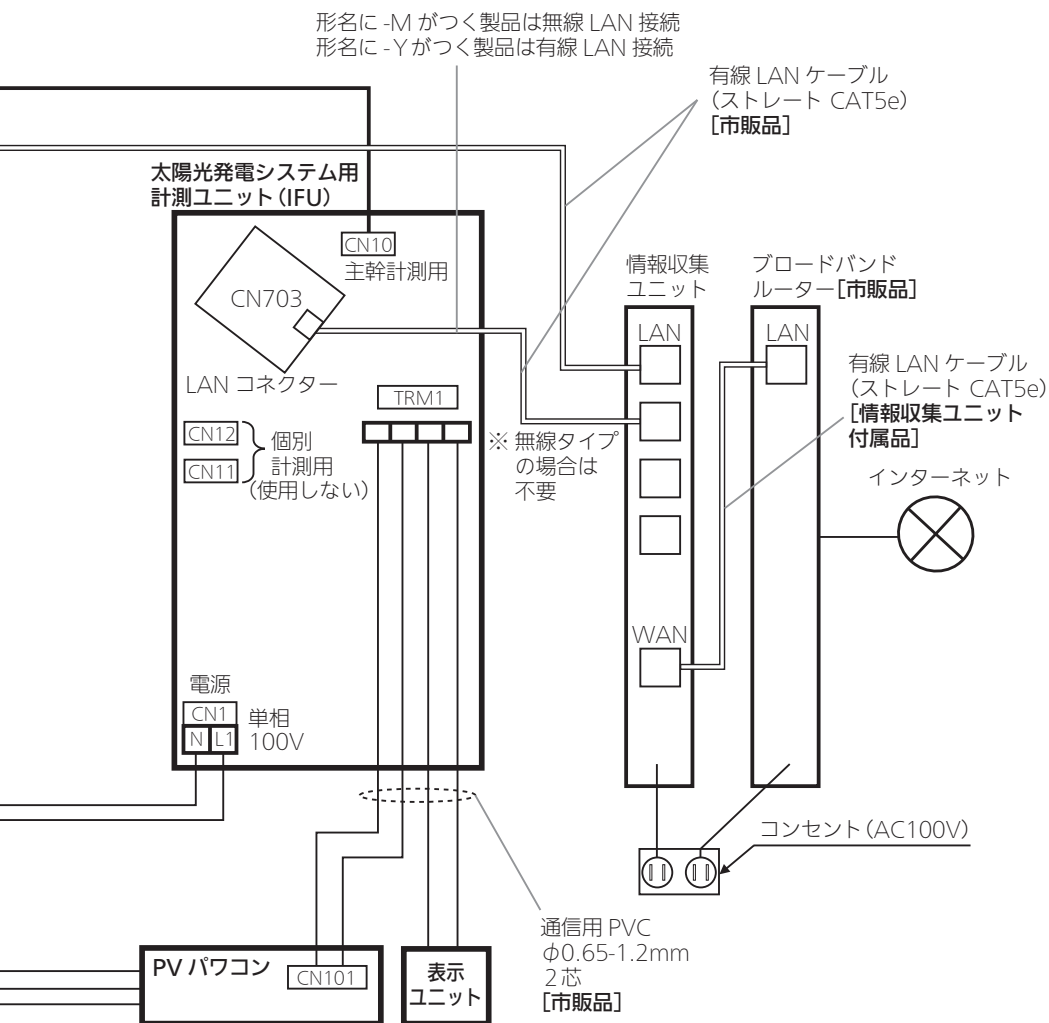 形名に -M がつく製品は無線 LAN 接続
形名に -Y がつく製品は有線 LAN 接続
有線 LAN ケーブル
（ストレート CAT5e）
［市販品］
太陽光発電システム用
計測ユニット（IFU）
CN10
主幹計測用
CN703
LAN コネクター
TRM1
CN12
CN11
個別
計測用
（使用しない）
※ 無線タイプ
の場合は
不要
電源
CN1
N L1
単相
100V
情報収集
ユニット
LAN
WAN
ブロードバンド
ルーター［市販品］
LAN
有線 LAN ケーブル
（ストレート CAT5e）
［情報収集ユニット
付属品］
インターネット
コンセント（AC100V）
通信用 PVC
φ0.65-1.2mm
2芯
［市販品］
PV パワコン
CN101
表示
ユニット